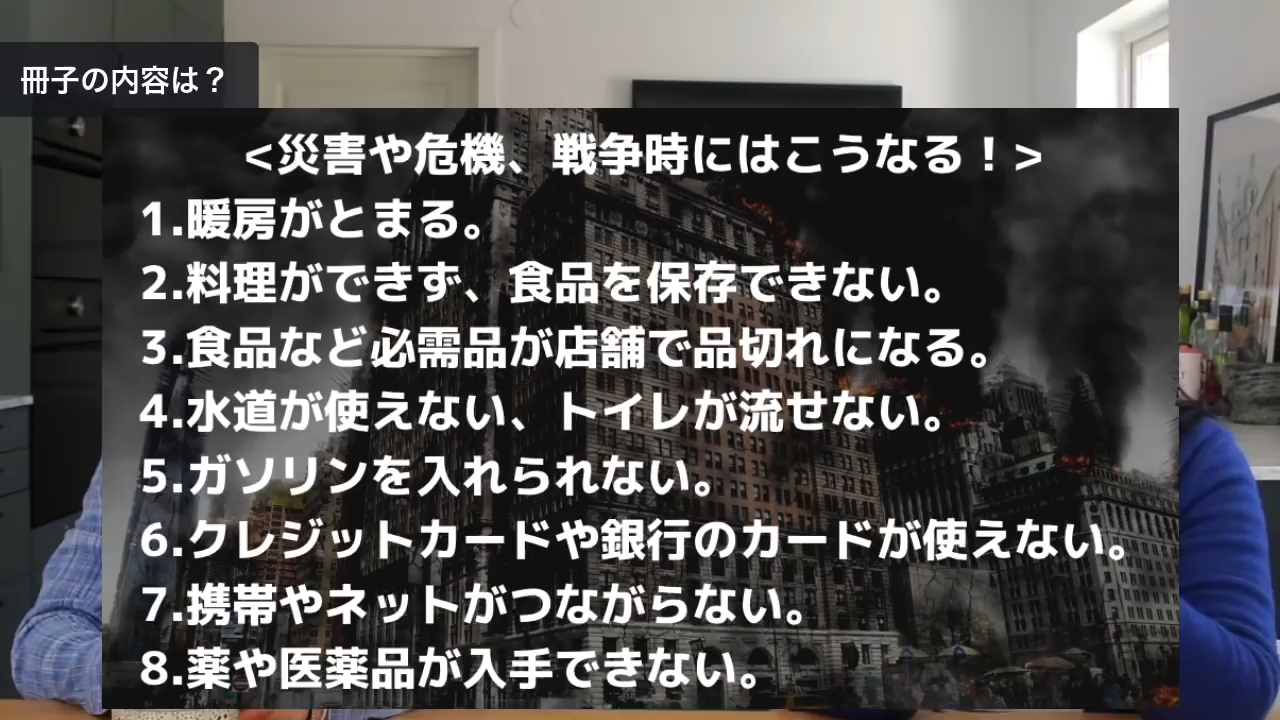 冊子の内容は？
<災害や危機、戦争時にはこうなる！>
1.暖房がとまる。
2.料理ができず、食品を保存できない。
3.食品など必需品が店舗で品切れになる。
4.水道が使えない、トイレが流せない。
5.ガソリンを入れられない。
6.クレジットカードや銀行のカードが使えない。
7.携帯やネットがつながらない。
8.薬や医薬品が入手できない。